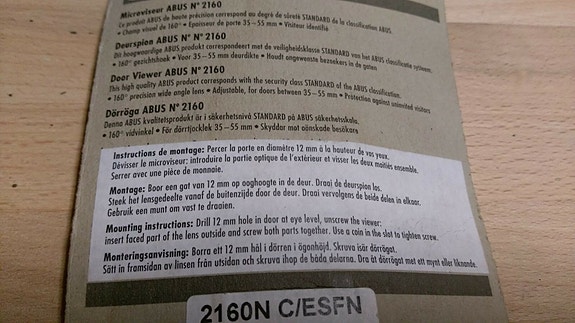 Microviseur ABUS N° 2160
Le produit ABUS de haute précision correspond au degré de sûreté STANDARD de la classification ABUS.
• Champ visuel de 160° • Epaisseur de porte 35–55 mm • Visiteur identifié
Deurspion ABUS N° 2160
Dit hoogwaardige ABUS produkt correspondeert met de veiligheidsklasse STANDARD van het ABUS classificatie systeem.
• 160° gezichtshoek • Voor 35–55 mm deurdikte • Houdt ongewenste bezoekers in de gaten
Door Viewer ABUS N° 2160
This high quality ABUS product corresponds with the security class STANDARD of the ABUS classification.
• 160° precision wide angle lens • Adjustable, for doors between 35–55 mm • Protection against uninvited visitors
Dörröga ABUS N° 2160
Denna ABUS kvalitetsprodukt är i säkerhetsnivå STANDARD på ABUS säkerhetsskala.
• 160° vidvinkel • För dörrtjocklek 35–55 mm • Skyddar mot oönskade besökare
Instructions de montage: Percer la porte en diamètre 12 mm à la hauteur de vos yeux.
Dévisser le microviseur; introduire la partie optique de l'extérieur et visser les deux moitiés ensemble.
Serrer avec une pièce de monnaie.
Montage: Boor een gat van 12 mm op ooghoogte in de deur. Draai de deurspion los.
Steek het lensgedeelte vanaf de buitenzijde door de deur. Draai vervolgens de beide delen in elkaar.
Gebruik een munt om vast te draaien.
Mounting instructions: Drill 12 mm hole in door at eye level, unscrew the viewer:
insert faced part of the lens outside and screw both parts together. Use a coin in the slot to tighten screw.
Monteringsanvisning: Borra ett 12 mm hål i dörren i ögonhöjd. Skruva isär dörrögat.
Sätt in framsidan av linsen från utsidan och skruva ihop de båda delarna. Dra åt dörrögat med ett mynt eller liknande.
2160N C/ESFN